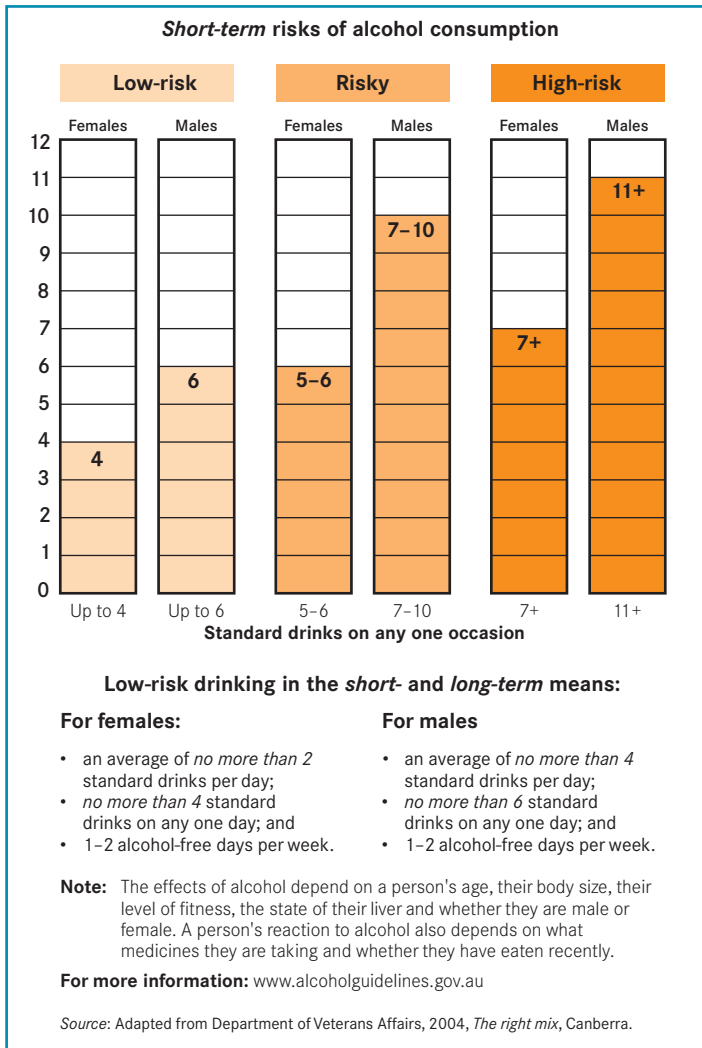 Short-term risks of alcohol consumption
Low-risk
Risky
High-risk
Females
Males
Females
Males
Females
Males
12
11
10
9
8
7
6
5
4
3
2
1
0
4
6
5–6
7–10
7+
11+
Up to 4
Up to 6
5–6
7–10
7+
11+
Standard drinks on any one occasion
Low-risk drinking in the short- and long-term means:
For females:
• an average of no more than 2
standard drinks per day;
• no more than 4 standard
drinks on any one day; and
• 1–2 alcohol-free days per week.
For males
• an average of no more than 4
standard drinks per day;
• no more than 6 standard
drinks on any one day; and
• 1–2 alcohol-free days per week.
Note: The effects of alcohol depend on a person's age, their body size, their
level of fitness, the state of their liver and whether they are male or
female. A person's reaction to alcohol also depends on what
medicines they are taking and whether they have eaten recently.
For more information: www.alcoholguidelines.gov.au
Source: Adapted from Department of Veterans Affairs, 2004, The right mix, Canberra.